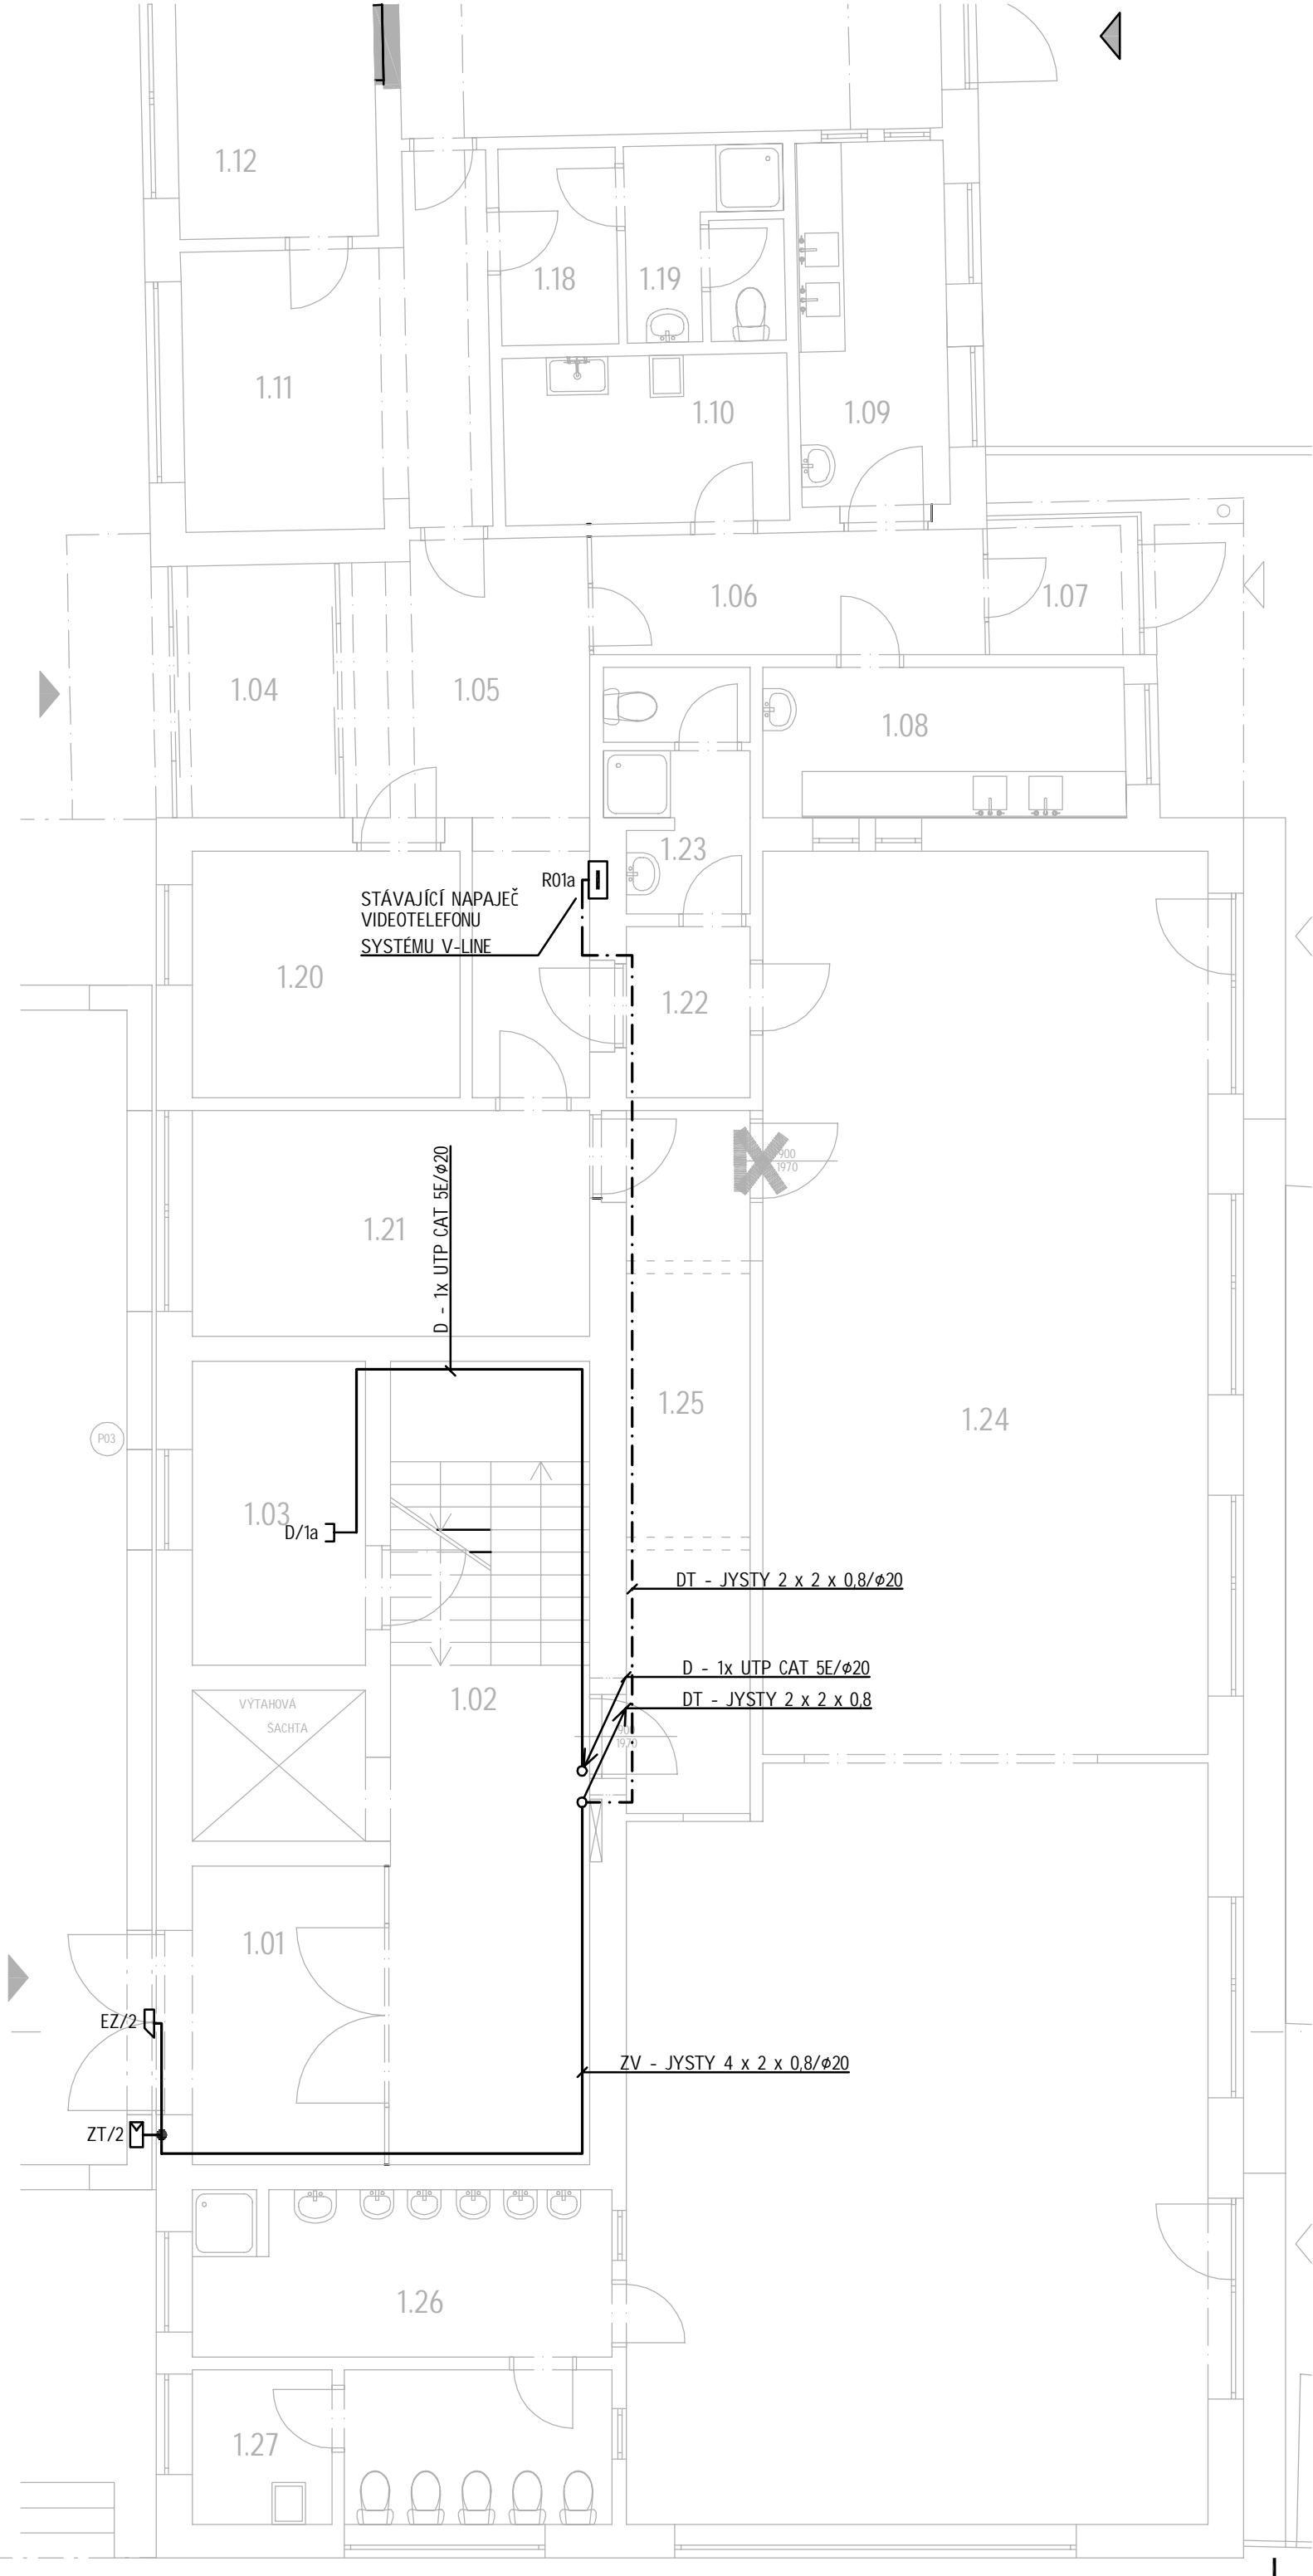 1.12
1.18
1.19
1.11
1.10
1.09
1.06
1.07
1.04
1.05
1.08
1.23
R01a
STÁVAJÍCÍ NAPAJEČ
VIDEOTELEFONU
SYSTÉMU V-LINE
1.20
1.22
900
1970
D - 1x UTP CAT 5E/φ20
1.21
1.25
1.24
P03
1.03
D/1a
DT - JYSTY 2 x 2 x 0,8/φ20
D - 1x UTP CAT 5E/φ20
DT - JYSTY 2 x 2 x 0,8
1.02
VÝTAHOVÁ
ŠACHTA
900
1970
1.01
EZ/2
ZV - JYSTY 4 x 2 x 0,8/φ20
ZT/2
1.26
1.27